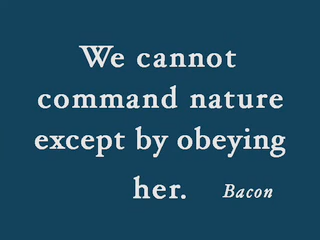 We cannot
command nature
except by obeying
her. Bacon